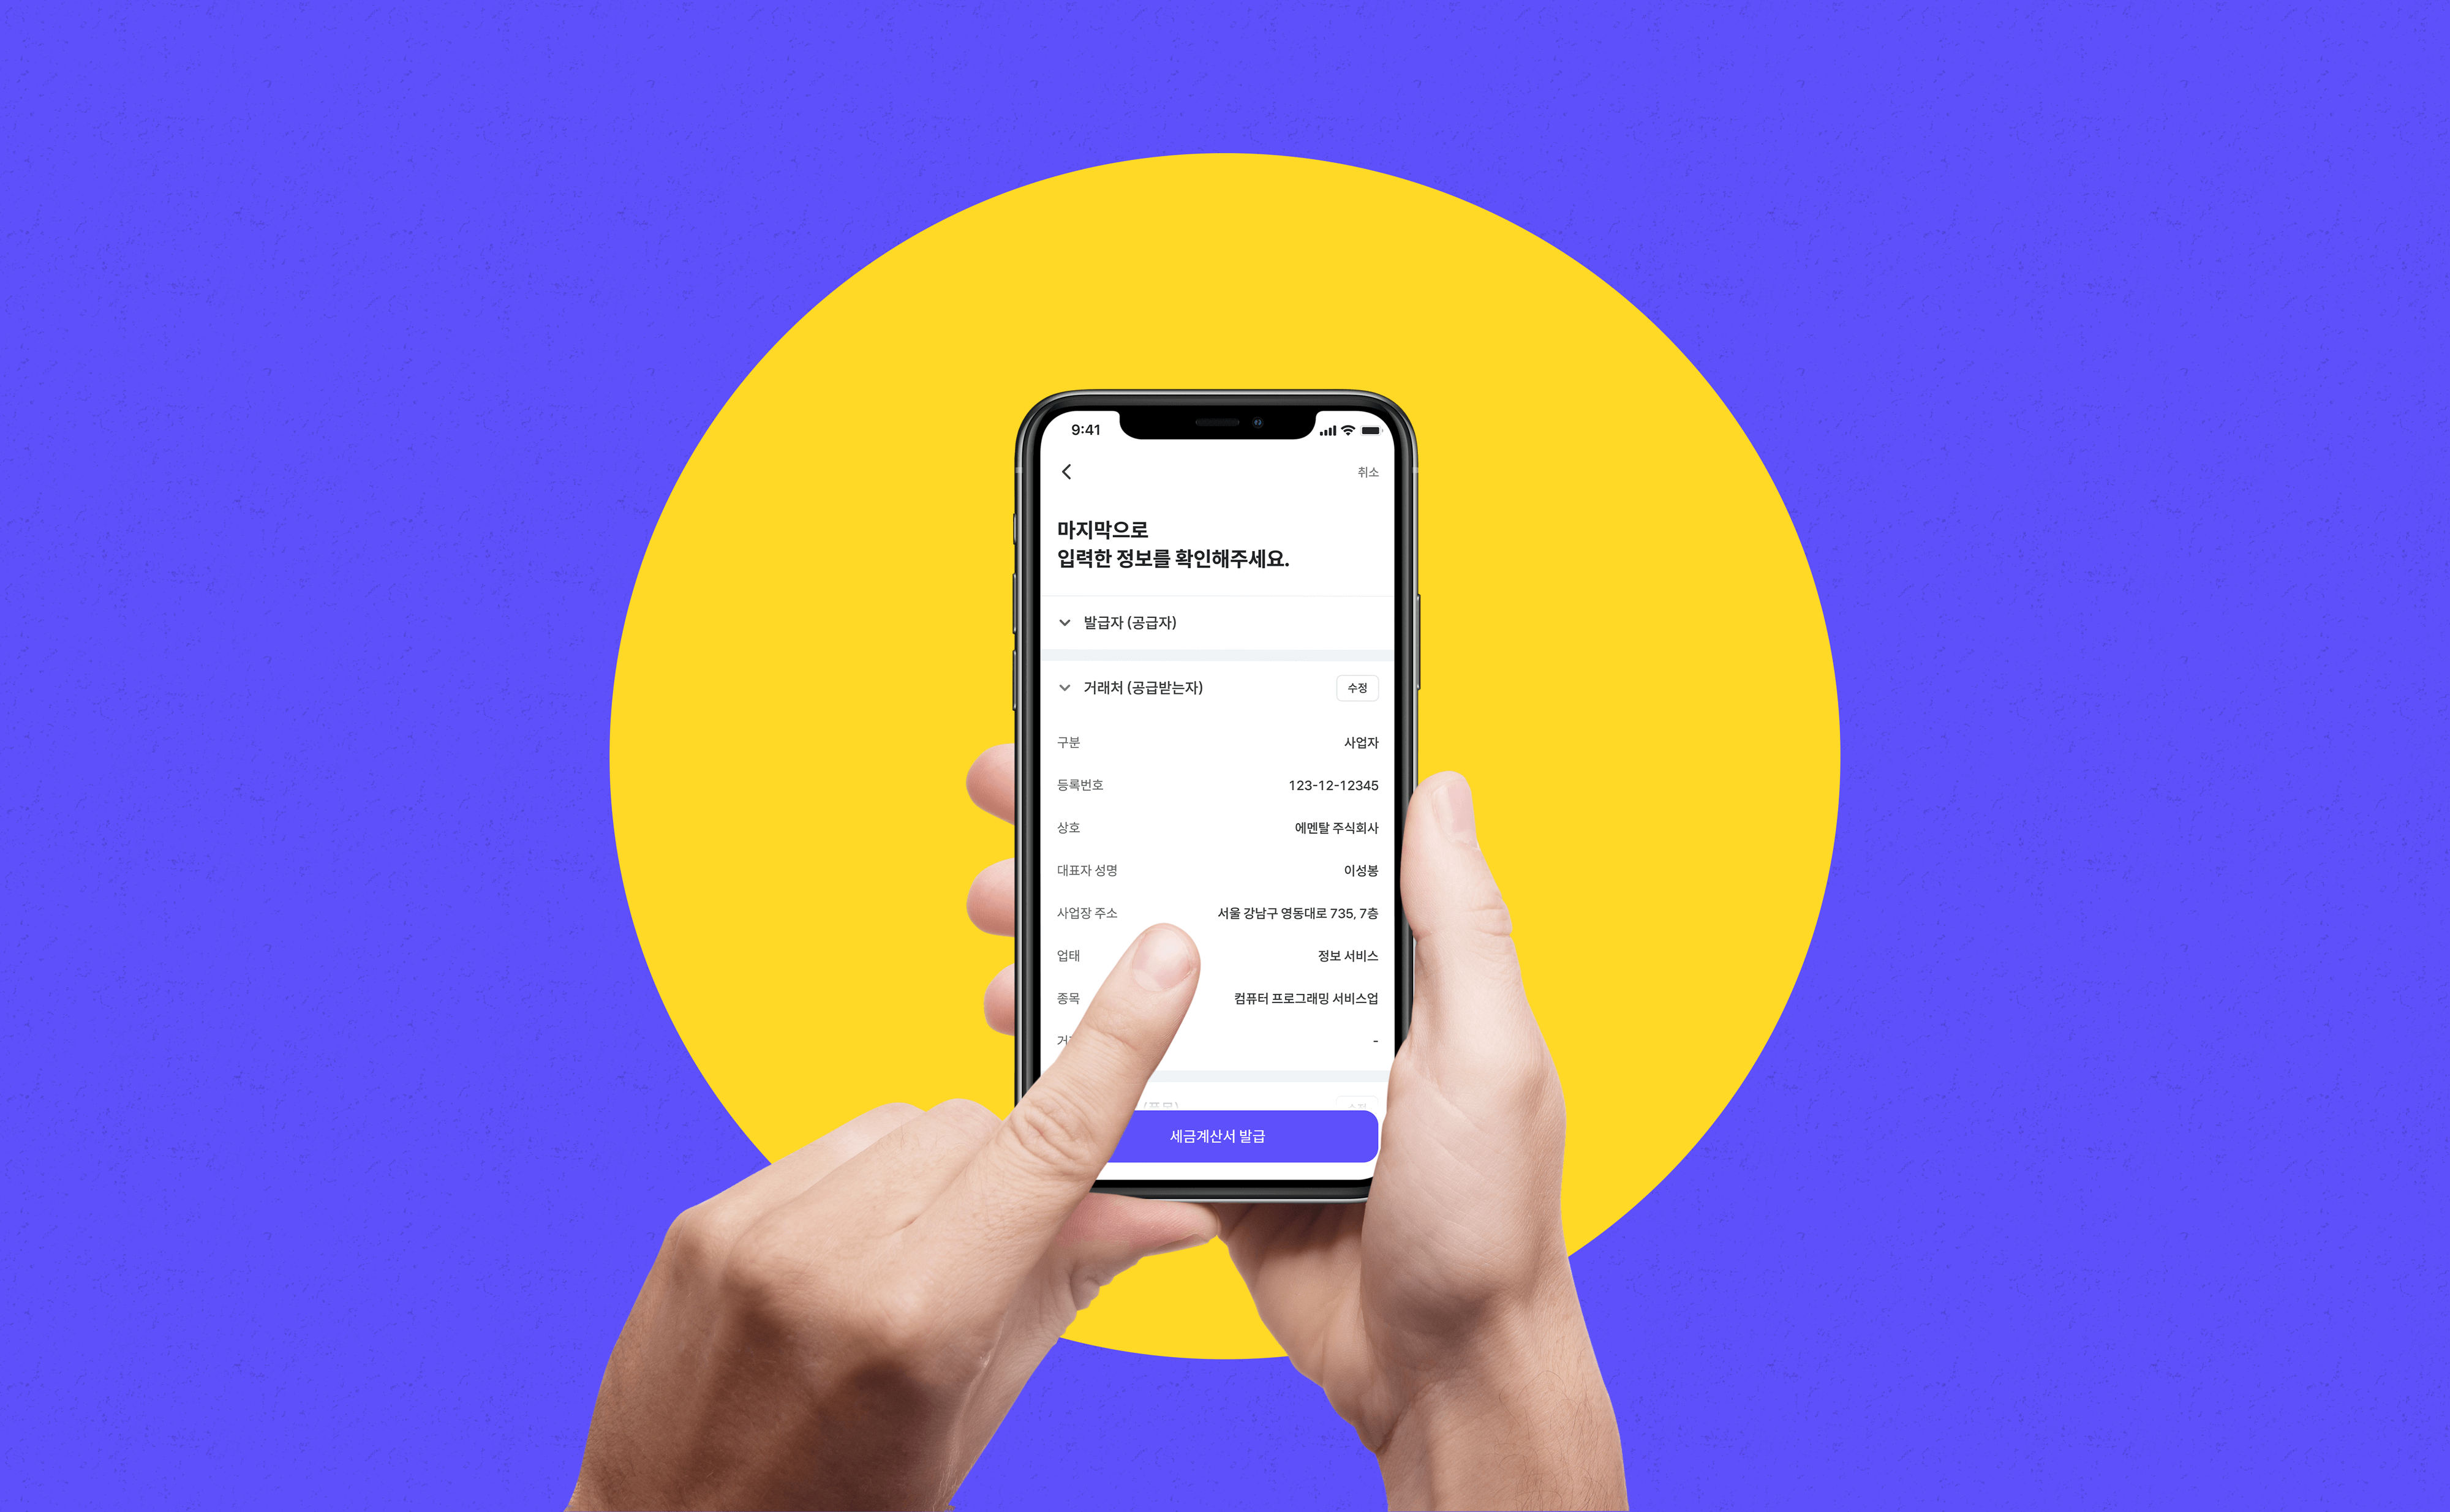 9:41
취소
마지막으로
입력한 정보를 확인해주세요.
발급자 (공급자)
거래처 (공급받는자)
수정
구분
사업자
등록번호
123-12-12345
상호
에멘탈 주식회사
대표자 성명
이성봉
사업장 주소
서울 강남구 영동대로 735, 7층
업태
정보 서비스
종목
컴퓨터 프로그래밍 서비스업
-
세금계산서 발급